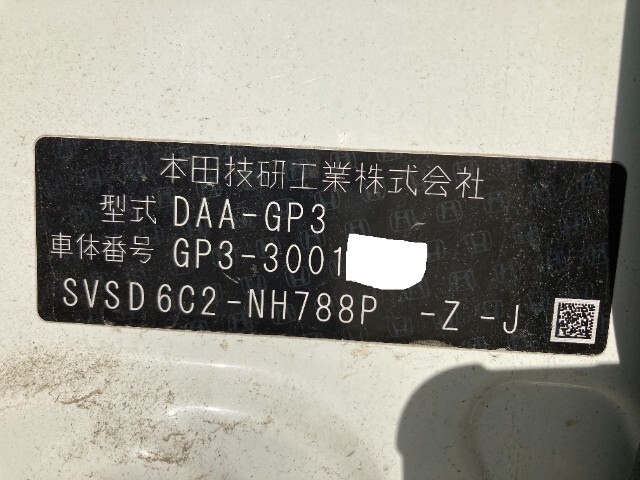 本田技研工業株式会社
型式 DAA-GP3
車体番号 GP3-3001
SVSD6C2-NH788P -Z -J